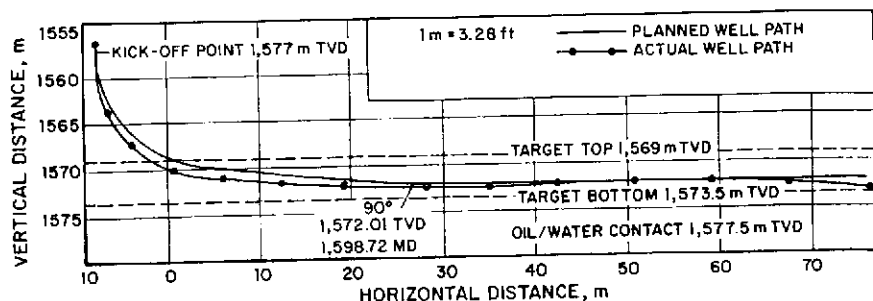 1555
1560
1565
1570
1575
VERTICAL DISTANCE, m
KICK-OFF POINT 1,577 m TVD
1m = 3.28 ft
PLANNED WELL PATH
ACTUAL WELL PATH
TARGET TOP 1,569 m TVD
90°
1,572.01 TVD
1,598.72 MD
TARGET BOTTOM 1,573.5 m TVD
OIL/WATER CONTACT 1,577.5 m TVD
10 0 10 20 30 40 50 60 70
HORIZONTAL DISTANCE, m